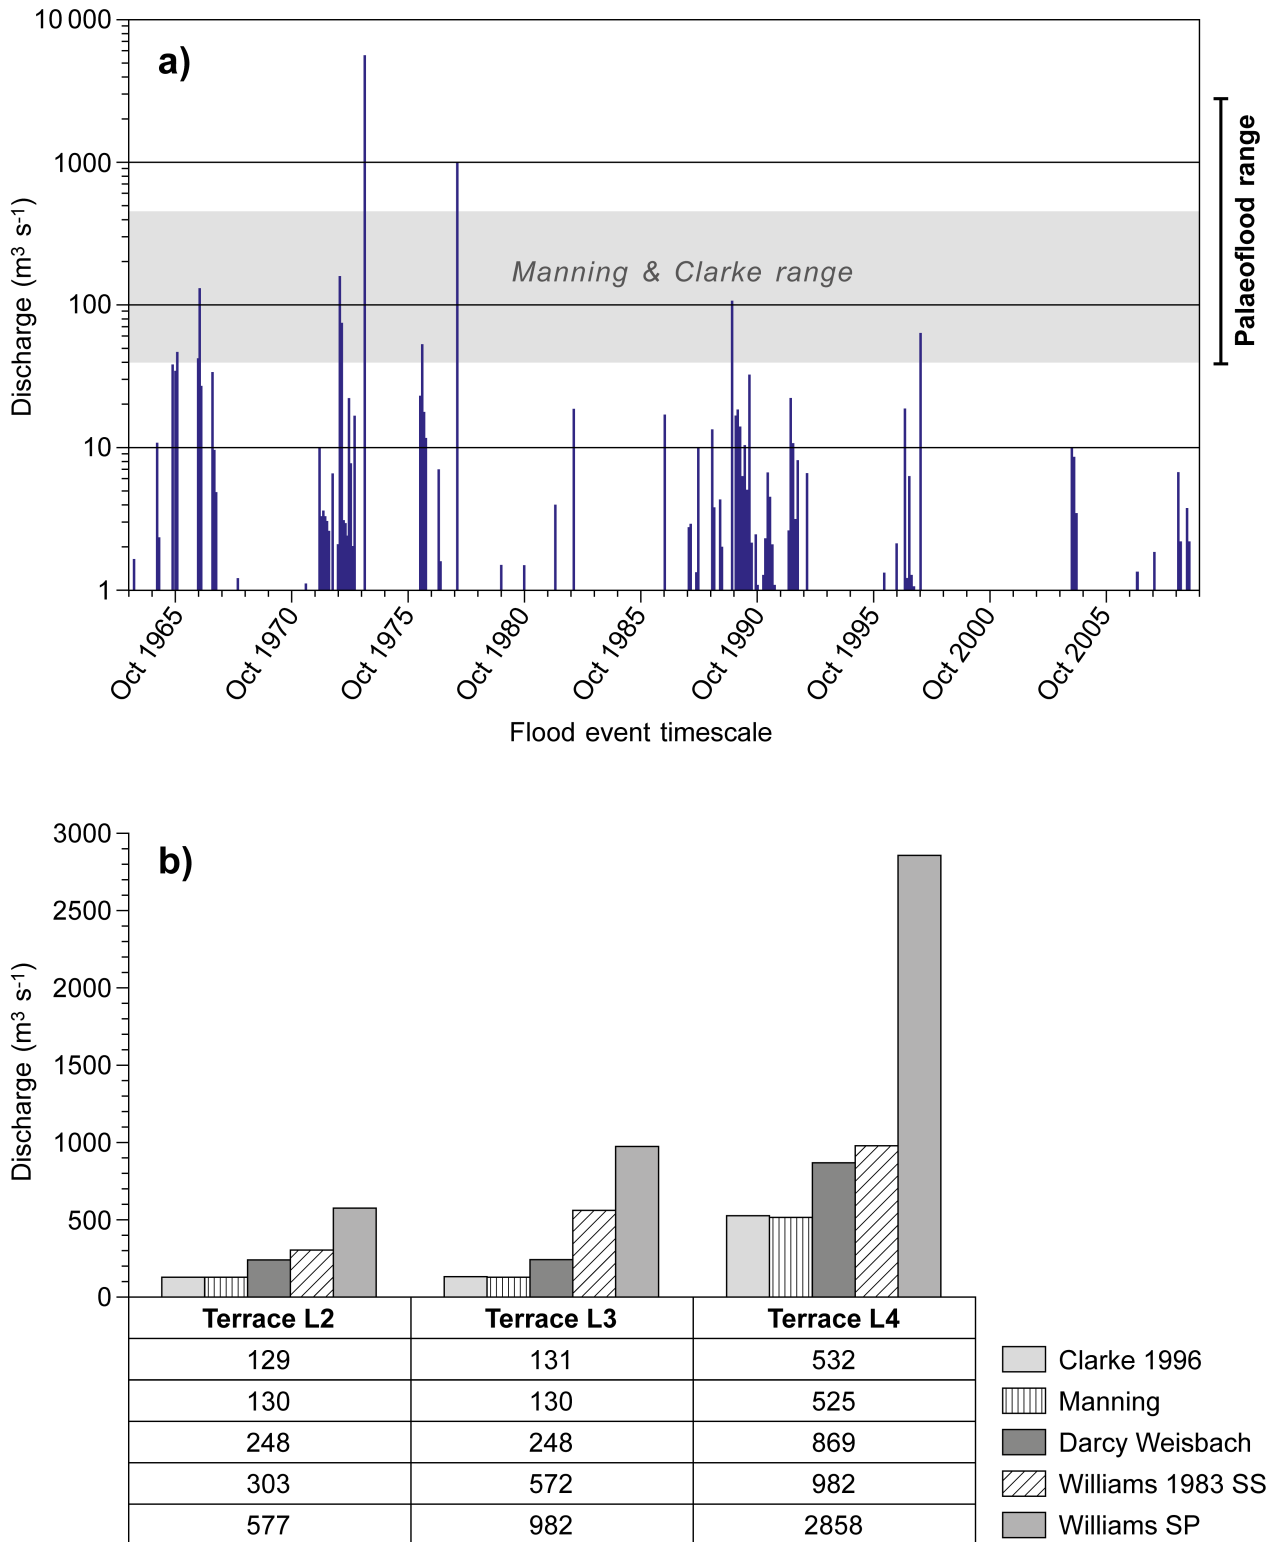 a)
10 000
1000
100
10
1
Discharge (m³ s⁻¹)
Manning & Clarke range
Palaeoflood range
Oct 1965
Oct 1970
Oct 1975
Oct 1980
Oct 1985
Oct 1990
Oct 1995
Oct 2000
Oct 2005
Flood event timescale
b)
3000
2500
2000
1500
1000
500
0
Discharge (m³ s⁻¹)
Terrace L2 Terrace L3 Terrace L4
129 131 532 Clarke 1996
130 130 525 Manning
248 248 869 Darcy Weisbach
303 572 982 Williams 1983 SS
577 982 2858 Williams SP